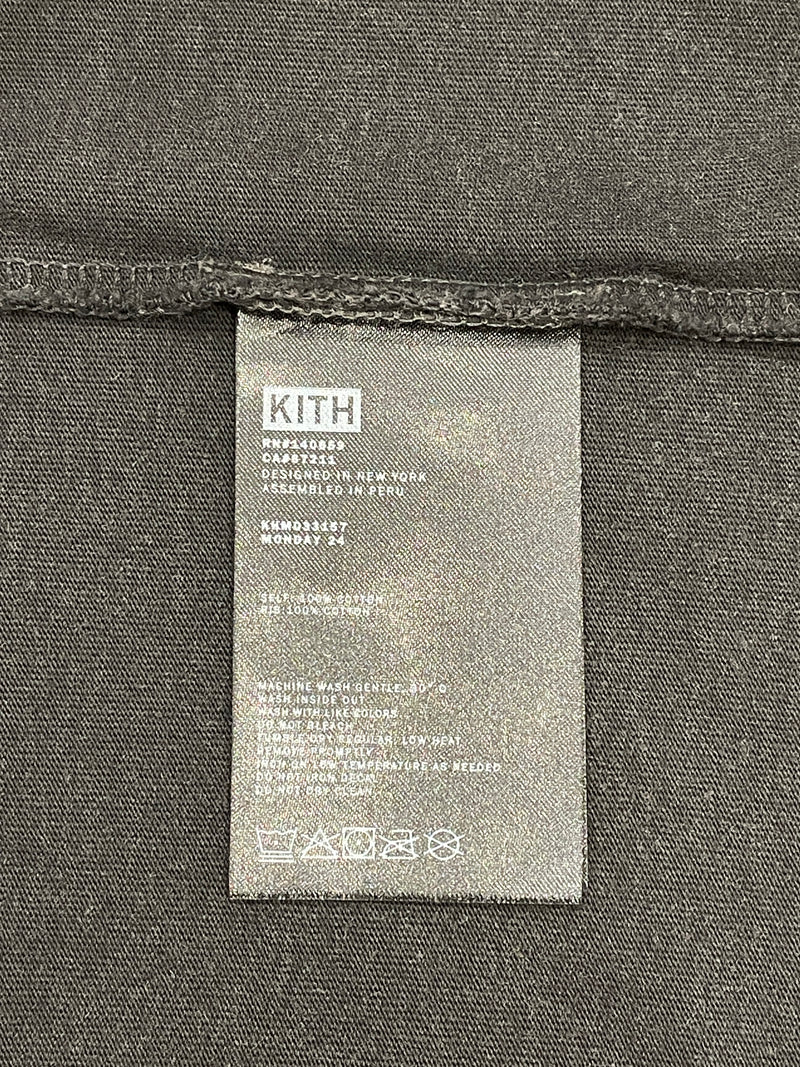 KITH
RN#140859
CA#57211
DESIGNED IN NEW YORK
ASSEMBLED IN PERU
MONDAY 24
SELF: 100% COTTON
RIB: 100% COTTON
MACHINE WASH GENTLE, 30° C
WASH INSIDE OUT
WASH WITH LIKE COLORS
DO NOT BLEACH
TUMBLE DRY REGULAR, LOW HEAT
REMOVE PROMPTLY
IRON ON LOW TEMPERATURE AS NEEDED
DO NOT IRON DECAL
DO NOT DRY CLEAN